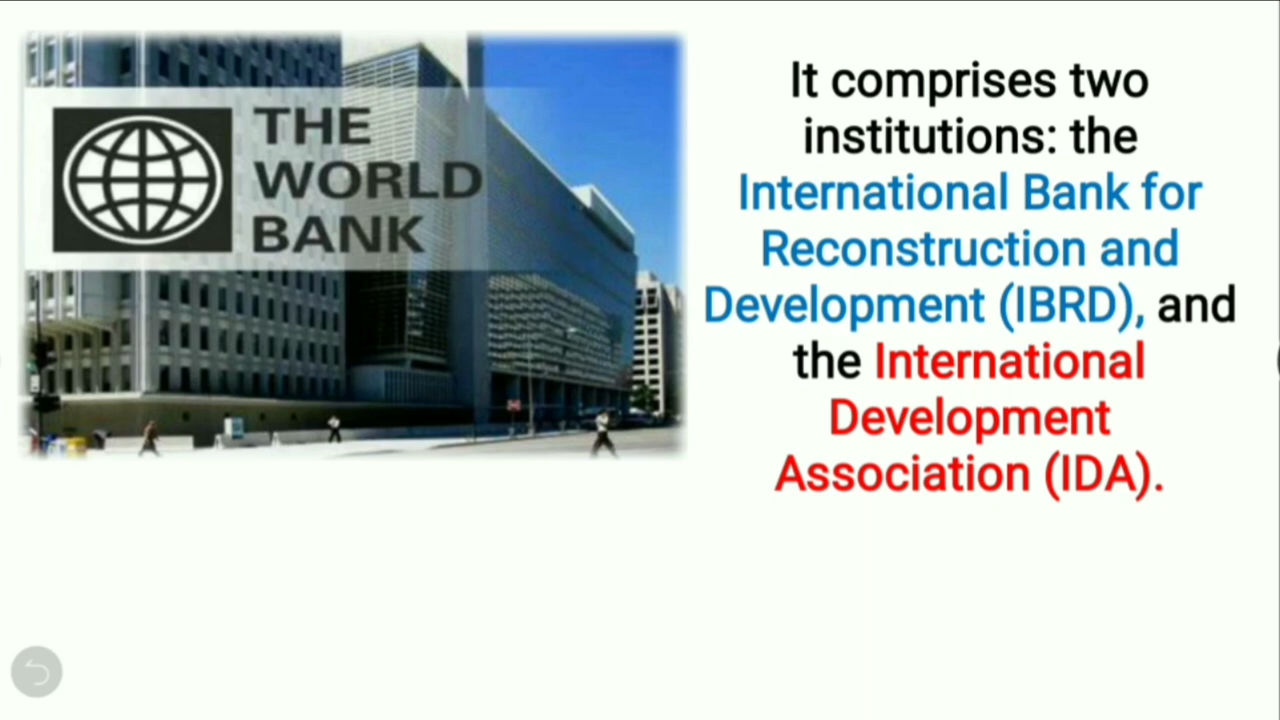 THE
WORLD
BANK
It comprises two
institutions: the
International Bank for
Reconstruction and
Development (IBRD), and
the International
Development
Association (IDA).